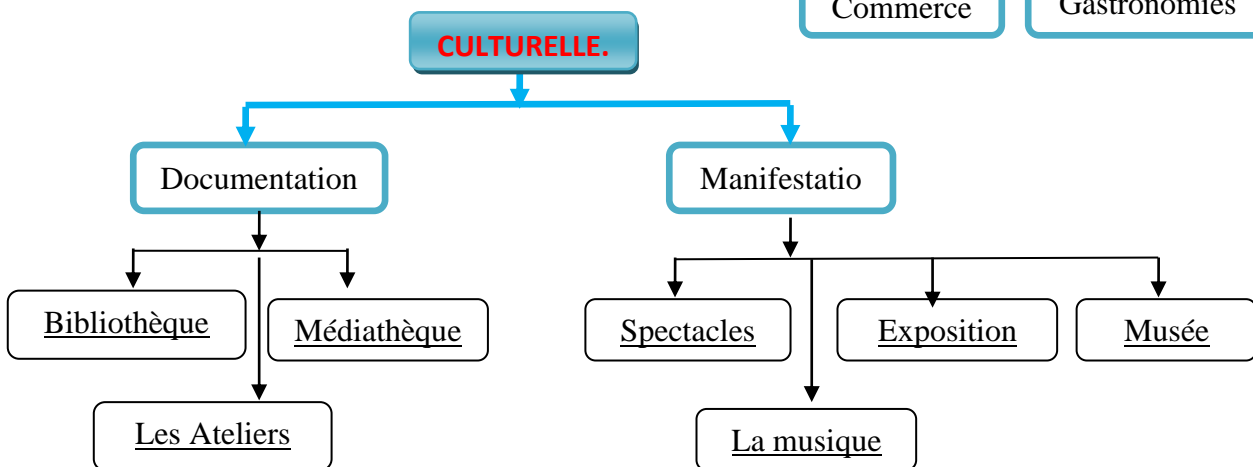 Commerce
Gastronomies
CULTURELLE.
Documentation
Manifestatio
Bibliothèque
Médiathèque
Spectacles
Exposition
Musée
Les Ateliers
La musique